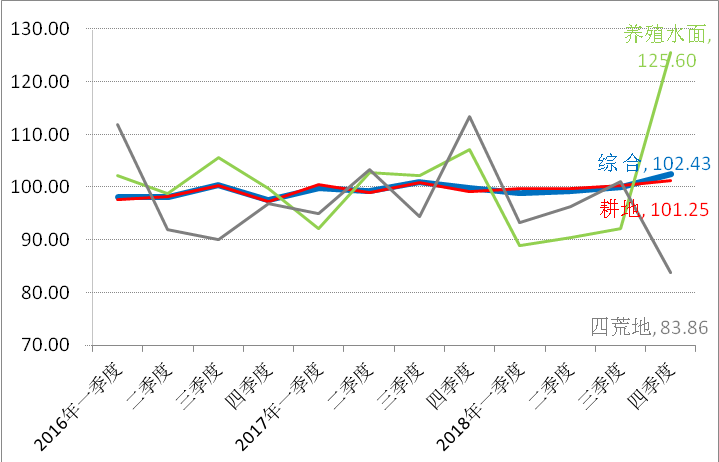 130.00
120.00
110.00
100.00
90.00
80.00
70.00
养殖水面,
125.60
综合, 102.43
耕地, 101.25
四荒地, 83.86
2016年一季度
二季度
三季度
四季度
2017年一季度
二季度
三季度
四季度
2018年一季度
二季度
三季度
四季度